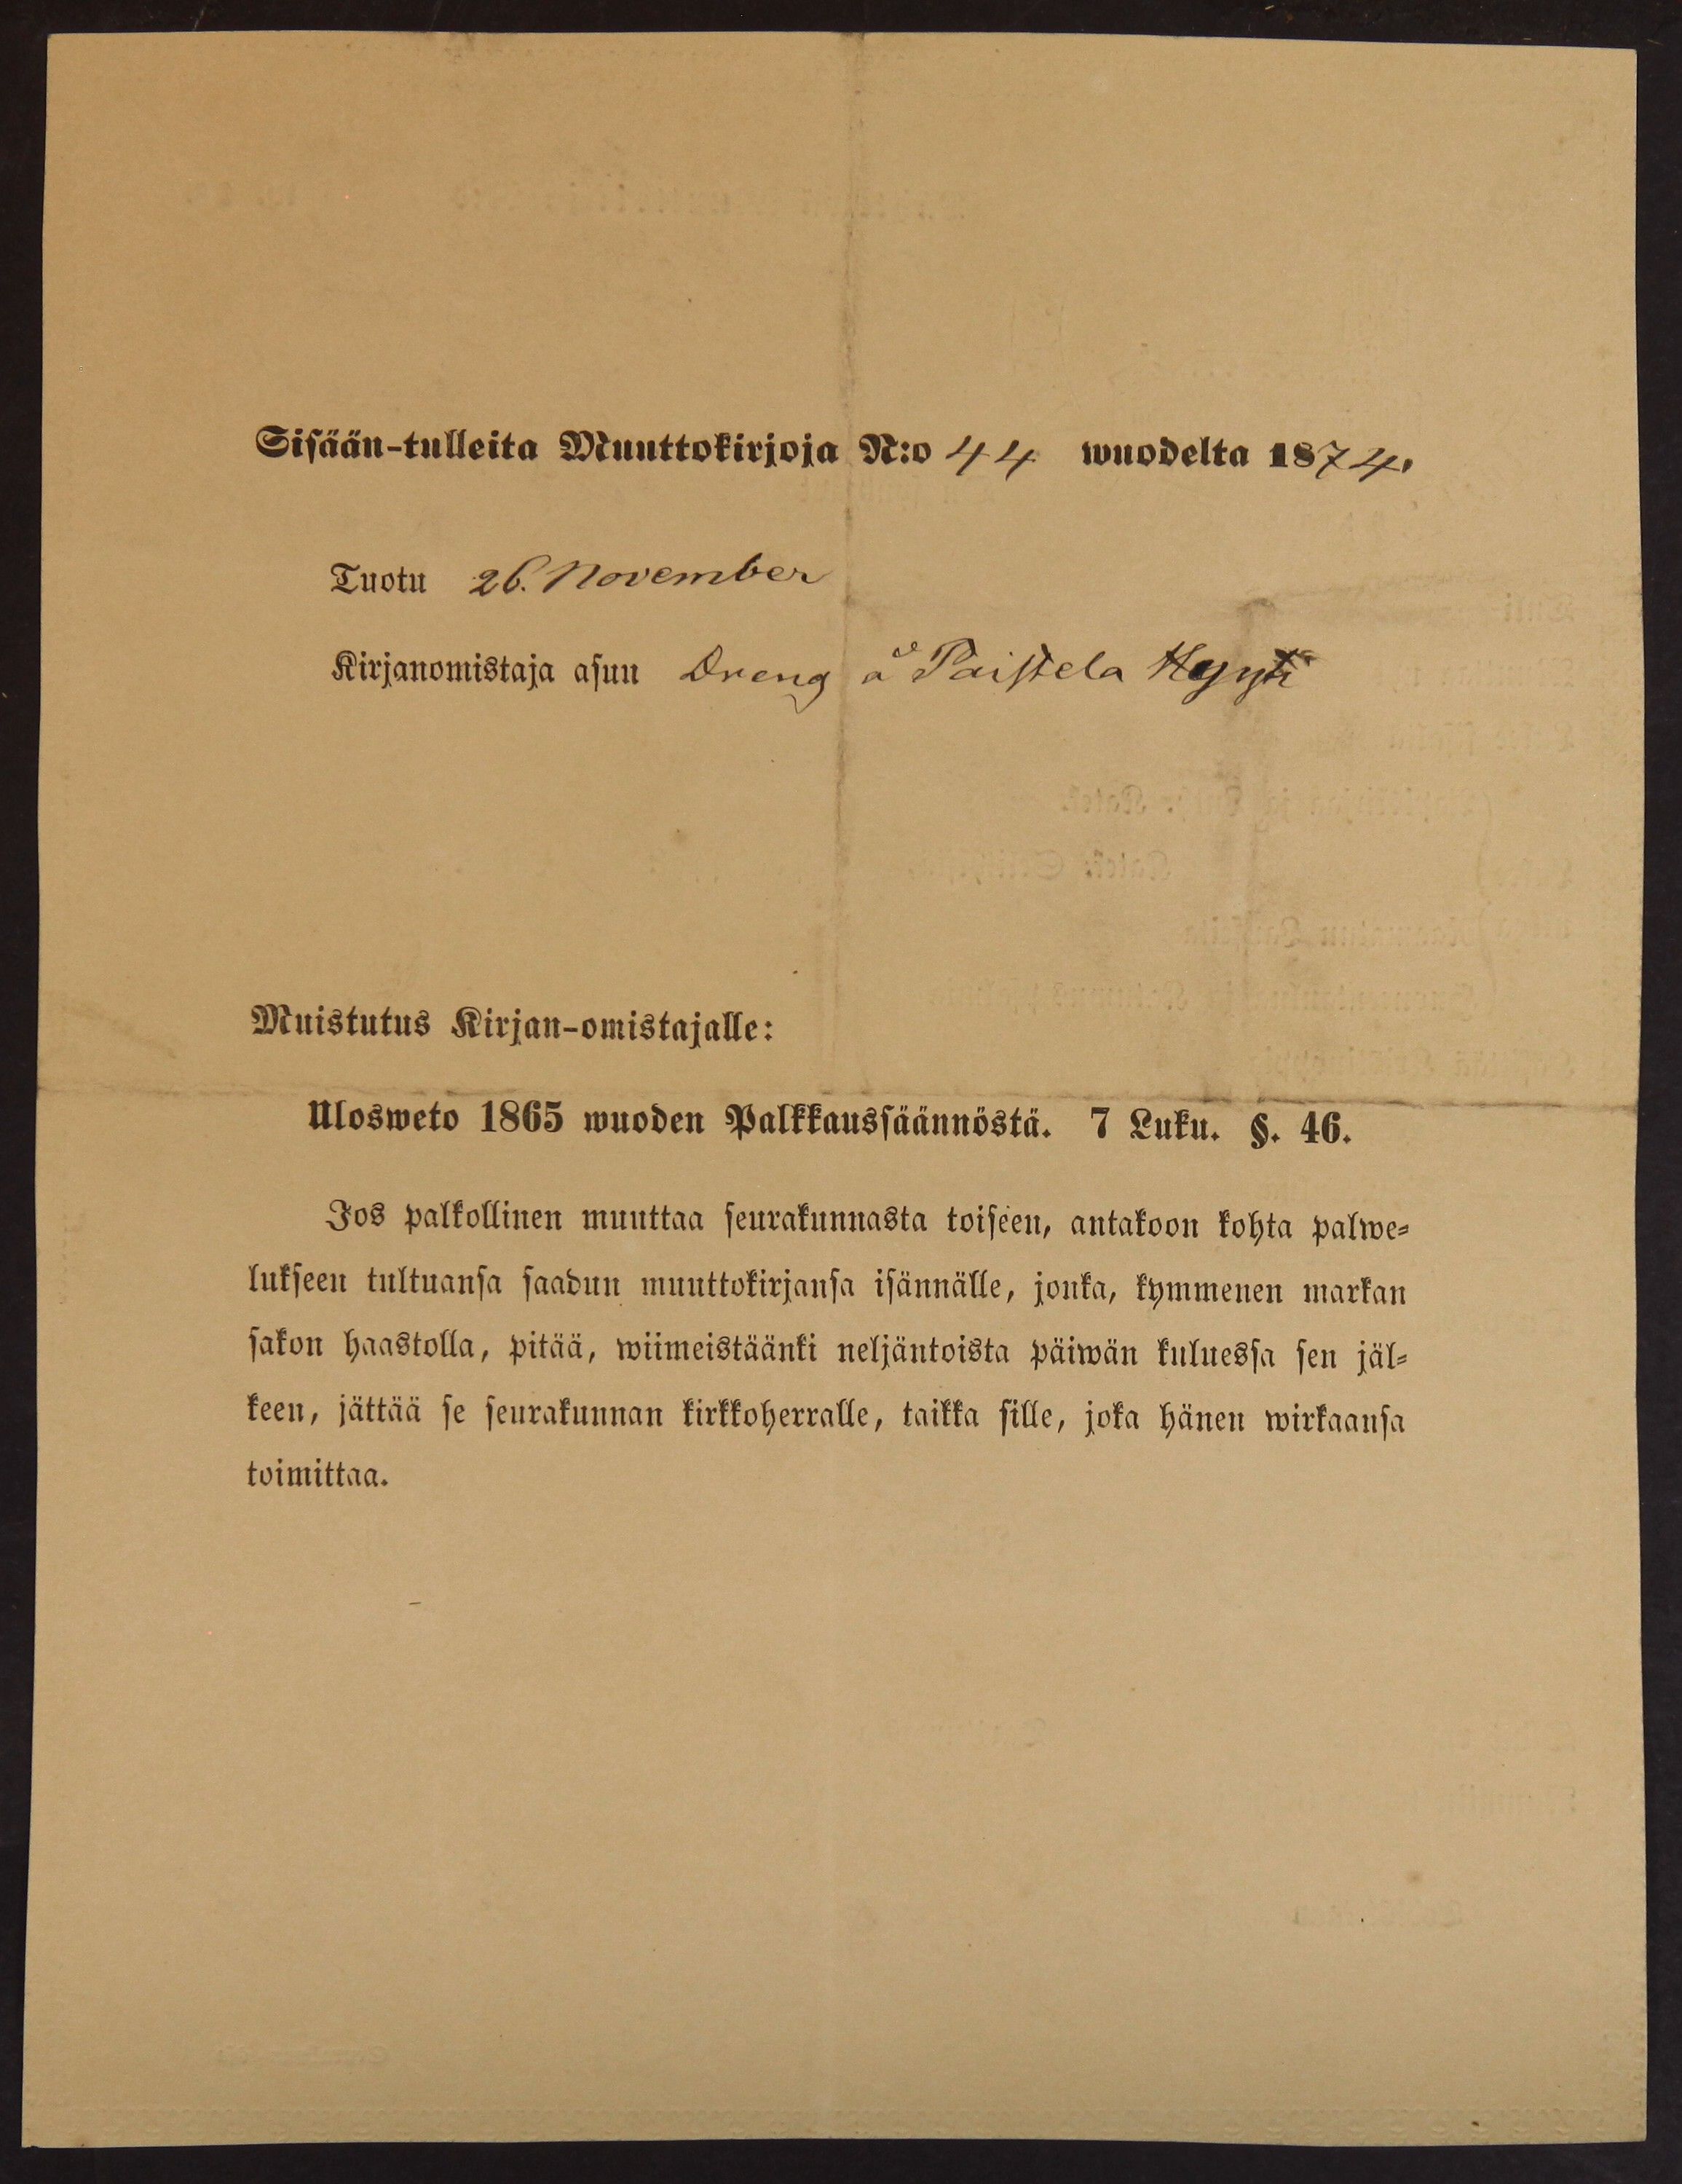 Sisään-tulleita Muuttokirjoja N:o 44 wuodelta 1874.
Tuotu 26. November
Kirjanomistaja asuu Dreng å Paistela Hyyti
Muistutus Kirjan-omistajalle:
Ulosweto 1865 wuoden Palkkaussäännöstä. 7 Luku. §. 46.
Jos palkollinen muuttaa seurakunnasta toiseen, antakoon kohta palwe-
lukseen tultuansa saadun muuttokirjansa isännälle, jonka, kymmenen markan
sakon haastolla, pitää, wiimeistäänki neljäntoista päiwän kuluessa sen jäl-
keen, jättää se seurakunnan kirkkoherralle, taikka sille, joka hänen wirkaansa
toimittaa.